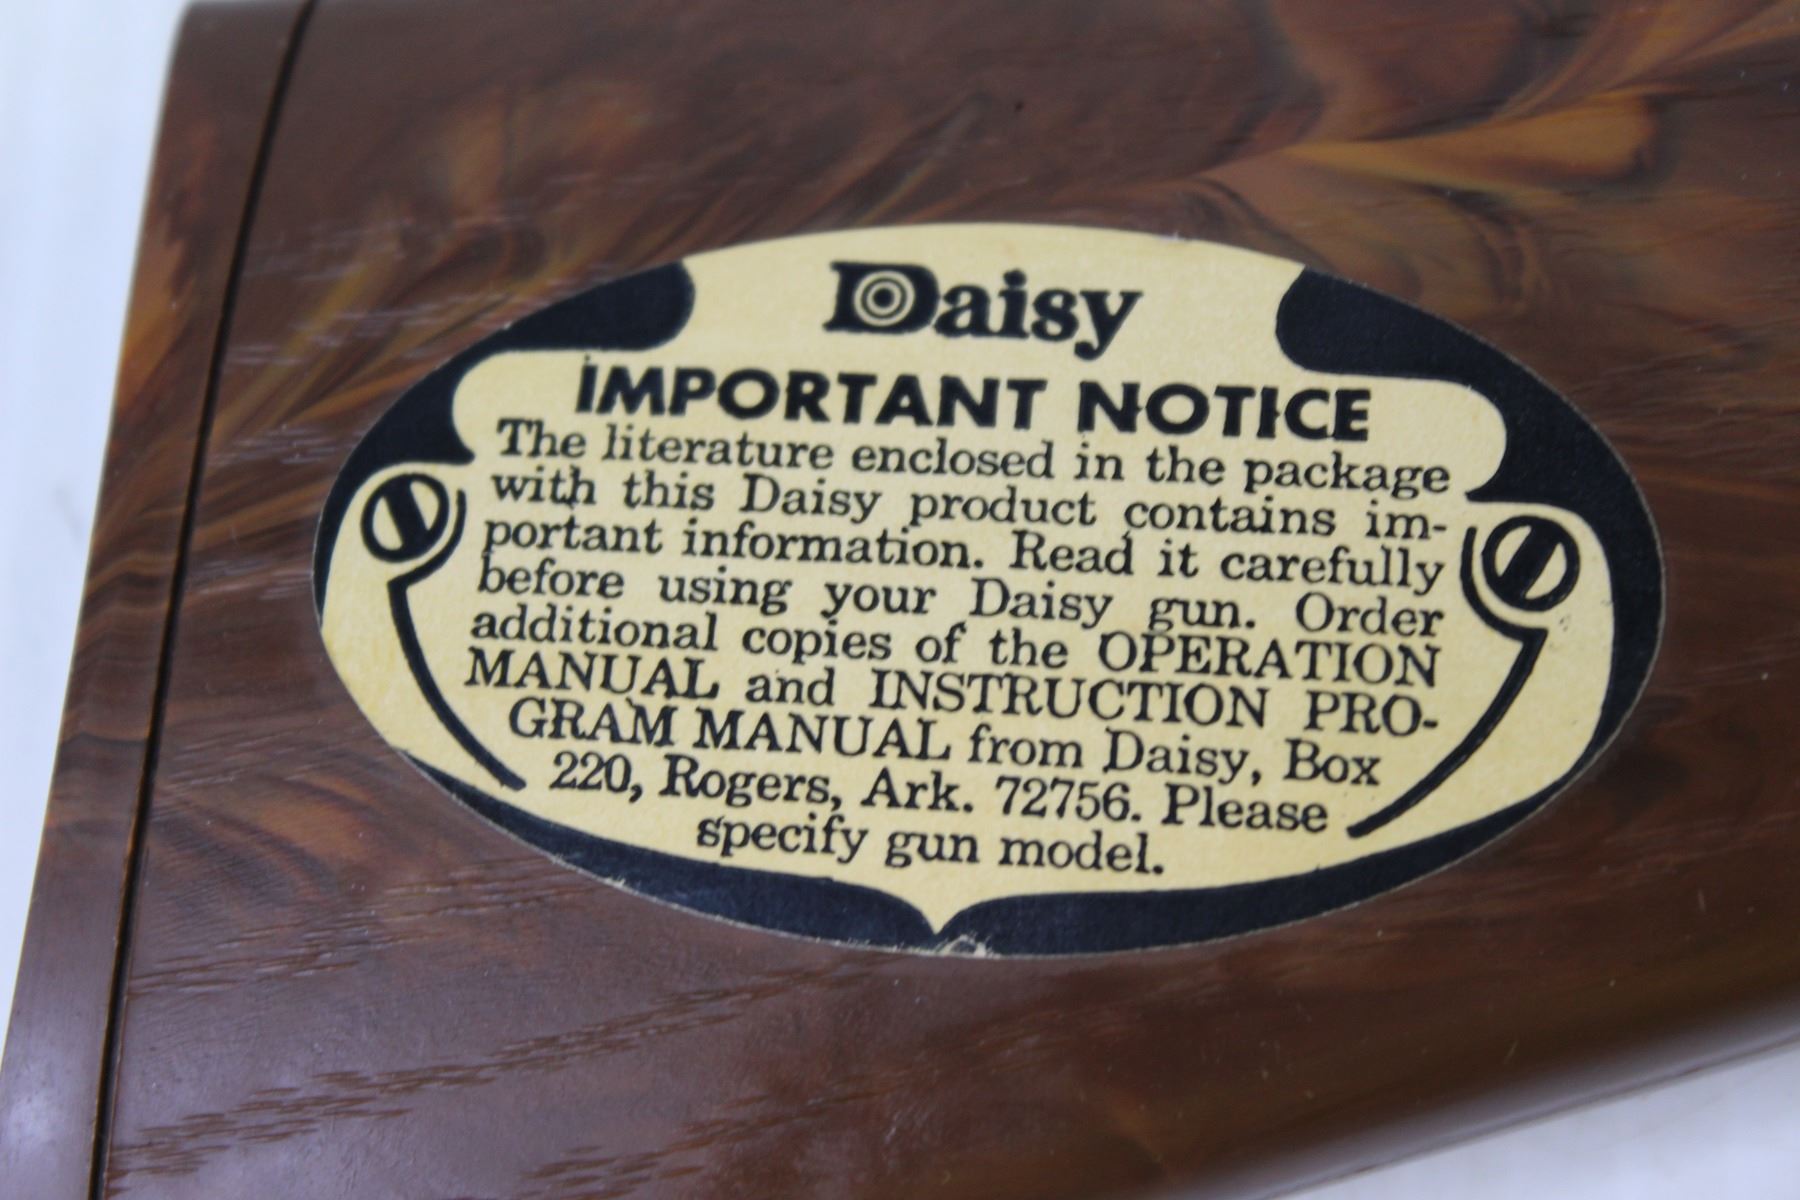 Daisy
IMPORTANT NOTICE
The literature enclosed in the package
with this Daisy product contains im-
portant information. Read it carefully
before using your Daisy gun. Order
additional copies of the OPERATION
MANUAL and INSTRUCTION PRO-
GRAM MANUAL from Daisy, Box
220, Rogers, Ark. 72756. Please
specify gun model.